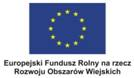 Europejski Fundusz Rolny na rzecz
Rozwoju Obszarów Wiejskich